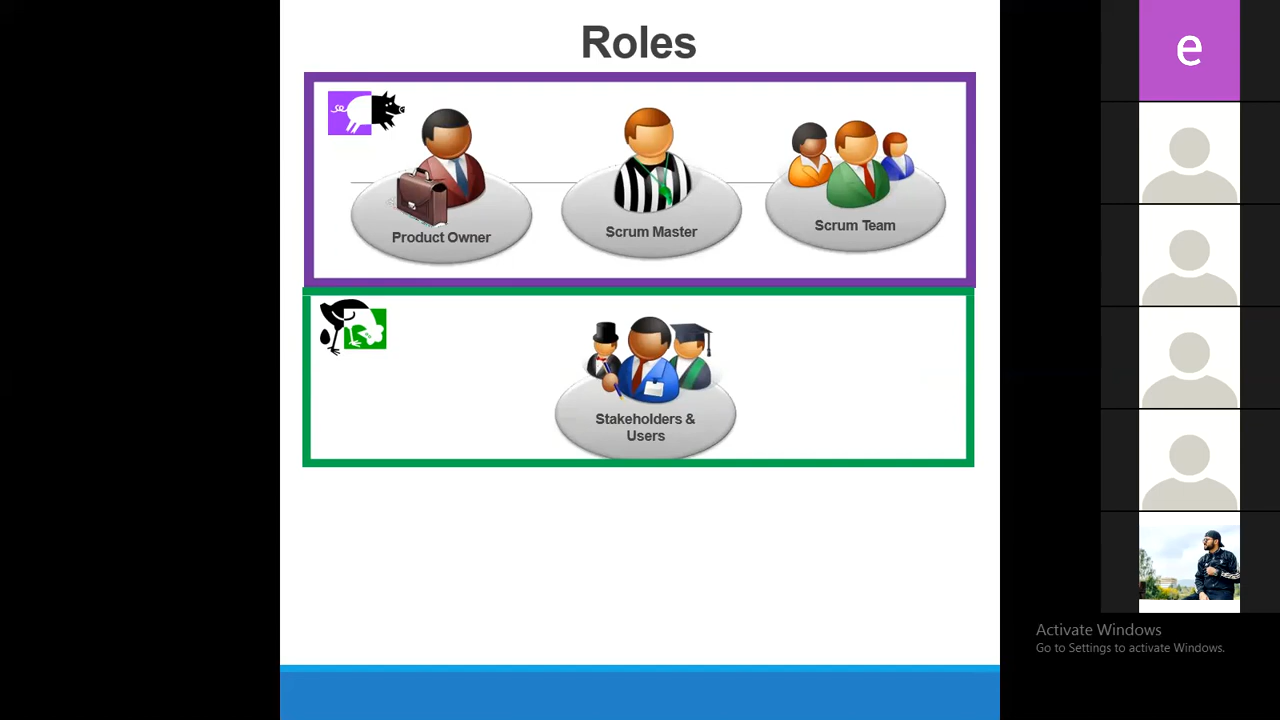 Roles
Product Owner
Scrum Master
Scrum Team
Stakeholders &
Users
e
Activate Windows
Go to Settings to activate Windows.